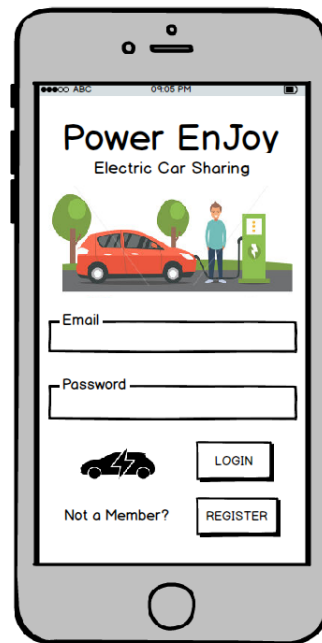 ABC 09:05 PM
Power EnJoy
Electric Car Sharing
Email
Password
LOGIN
Not a Member? REGISTER